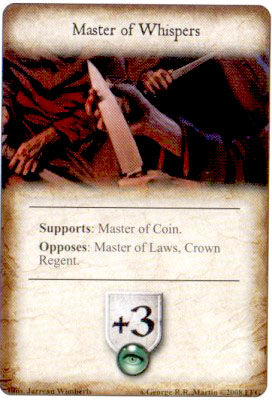 Master of Whispers
Supports: Master of Coin.
Opposes: Master of Laws, Crown
Regent.
+3
Jarreau Wimberly
George R.R. Martin ©2008 FFG